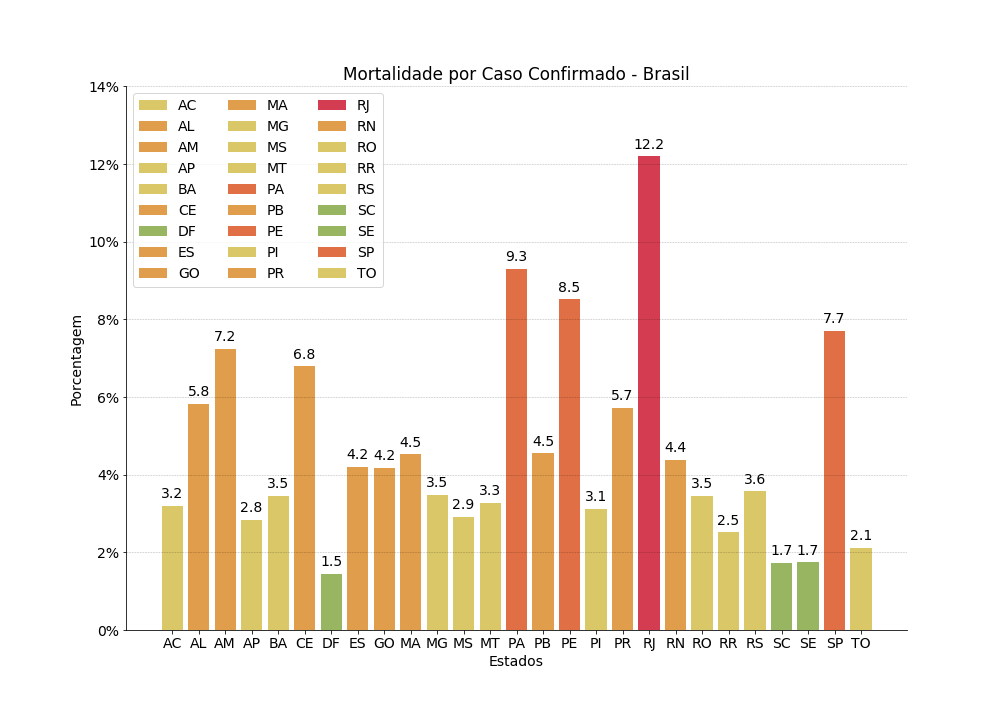 Mortalidade por Caso Confirmado - Brasil
14%
12%
10%
8%
6%
4%
2%
0%
Porcentagem
AC MA RJ
AL MG RN
AM MS RO
AP MT RR
BA PA RS
CE PB SC
DF PE SE
ES PI SP
GO PR TO
3.2 5.8 7.2 2.8 3.5 6.8 1.5 4.2 4.2 4.5 3.5 2.9 3.3 9.3 4.5 8.5 3.1 5.7 12.2 4.4 3.5 2.5 3.6 1.7 1.7 7.7 2.1
AC AL AM AP BA CE DF ES GO MA MG MS MT PA PB PE PI PR RJ RN RO RR RS SC SE SP TO
Estados